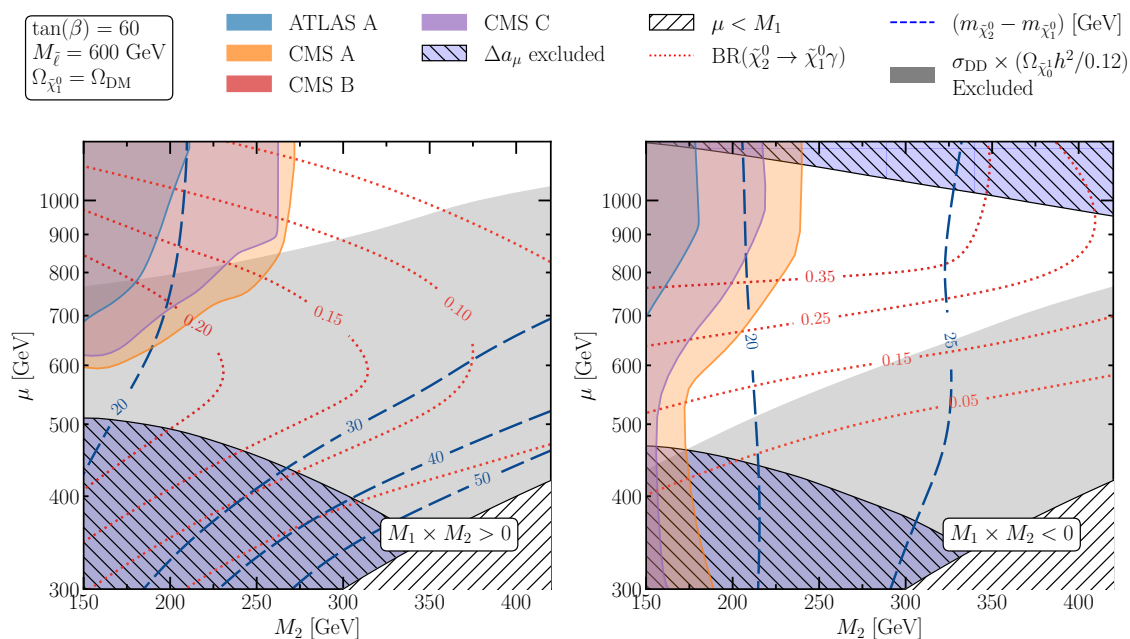 tan(β) = 60
M_ℓ̃ = 600 GeV
Ω_χ̃₁⁰ = Ω_DM
ATLAS A
CMS A
CMS B
CMS C
Δa_μ excluded
μ < M₁
BR(χ̃₂⁰ → χ̃₁⁰γ)
(m_χ̃₂⁰ − m_χ̃₁⁰) [GeV]
σ_DD × (Ω_χ̃₀¹h²/0.12)
Excluded
μ [GeV]
1000
900
800
700
600
500
400
300
0.20
0.15
0.10
20
30
40
50
M₁ × M₂ > 0
150 200 250 300 350 400
M₂ [GeV]
μ [GeV]
1000
900
800
700
600
500
400
300
0.35
0.25
0.15
0.05
20
25
M₁ × M₂ < 0
150 200 250 300 350 400
M₂ [GeV]